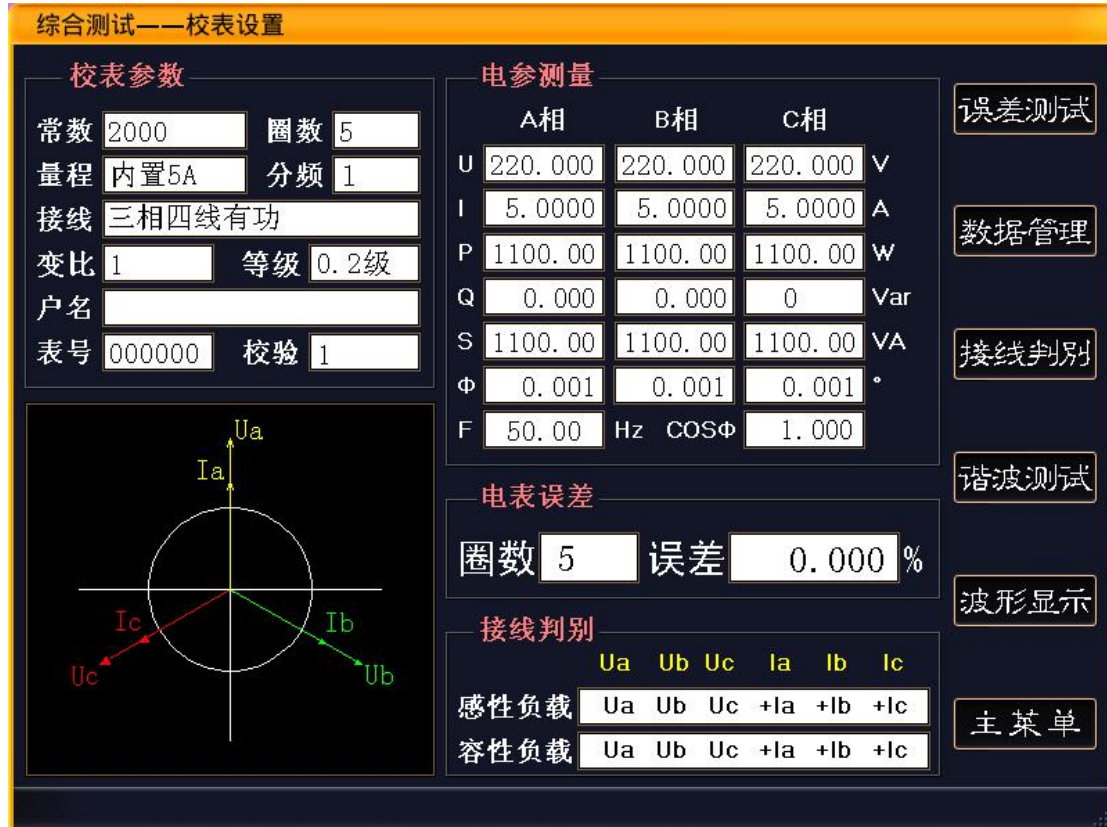 综合测试——校表设置
校表参数
常数 2000 圈数 5
量程 内置5A 分频 1
接线 三相四线有功
变比 1 等级 0.2级
户名
表号 000000 校验 1
Ua
Ia
Ic Ib
Uc Ub
电参测量
A相 B相 C相
U 220.000 220.000 220.000 V
I 5.0000 5.0000 5.0000 A
P 1100.00 1100.00 1100.00 W
Q 0.000 0.000 0 Var
S 1100.00 1100.00 1100.00 VA
Φ 0.001 0.001 0.001 °
F 50.00 Hz COSΦ 1.000
电表误差
圈数 5 误差 0.000 %
接线判别
Ua Ub Uc Ia Ib Ic
感性负载 Ua Ub Uc +Ia +Ib +Ic
容性负载 Ua Ub Uc +Ia +Ib +Ic
误差测试
数据管理
接线判别
谐波测试
波形显示
主菜单